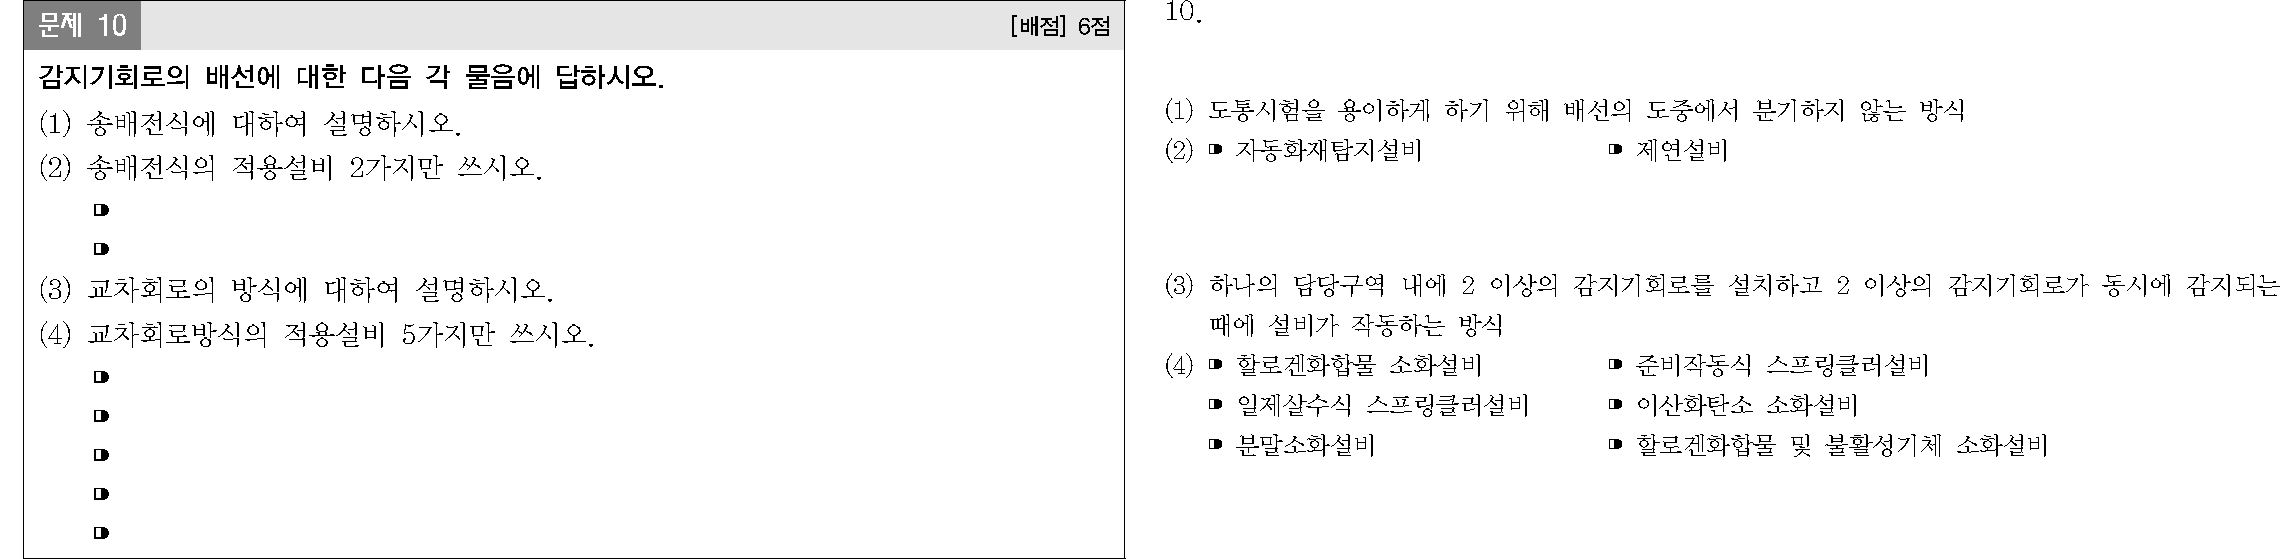 문제 10
[배점] 6점
감지기회로의 배선에 대한 다음 각 물음에 답하시오.
(1) 송배전식에 대하여 설명하시오.
(2) 송배전식의 적용설비 2가지만 쓰시오.
(3) 교차회로의 방식에 대하여 설명하시오.
(4) 교차회로방식의 적용설비 5가지만 쓰시오.
10.
(1) 도통시험을 용이하게 하기 위해 배선의 도중에서 분기하지 않는 방식
(2) 자동화재탐지설비 제연설비
(3) 하나의 담당구역 내에 2 이상의 감지기회로를 설치하고 2 이상의 감지기회로가 동시에 감지되는
때에 설비가 작동하는 방식
(4) 할로겐화합물 소화설비 준비작동식 스프링클러설비
일제살수식 스프링클러설비 이산화탄소 소화설비
분말소화설비 할로겐화합물 및 불활성기체 소화설비